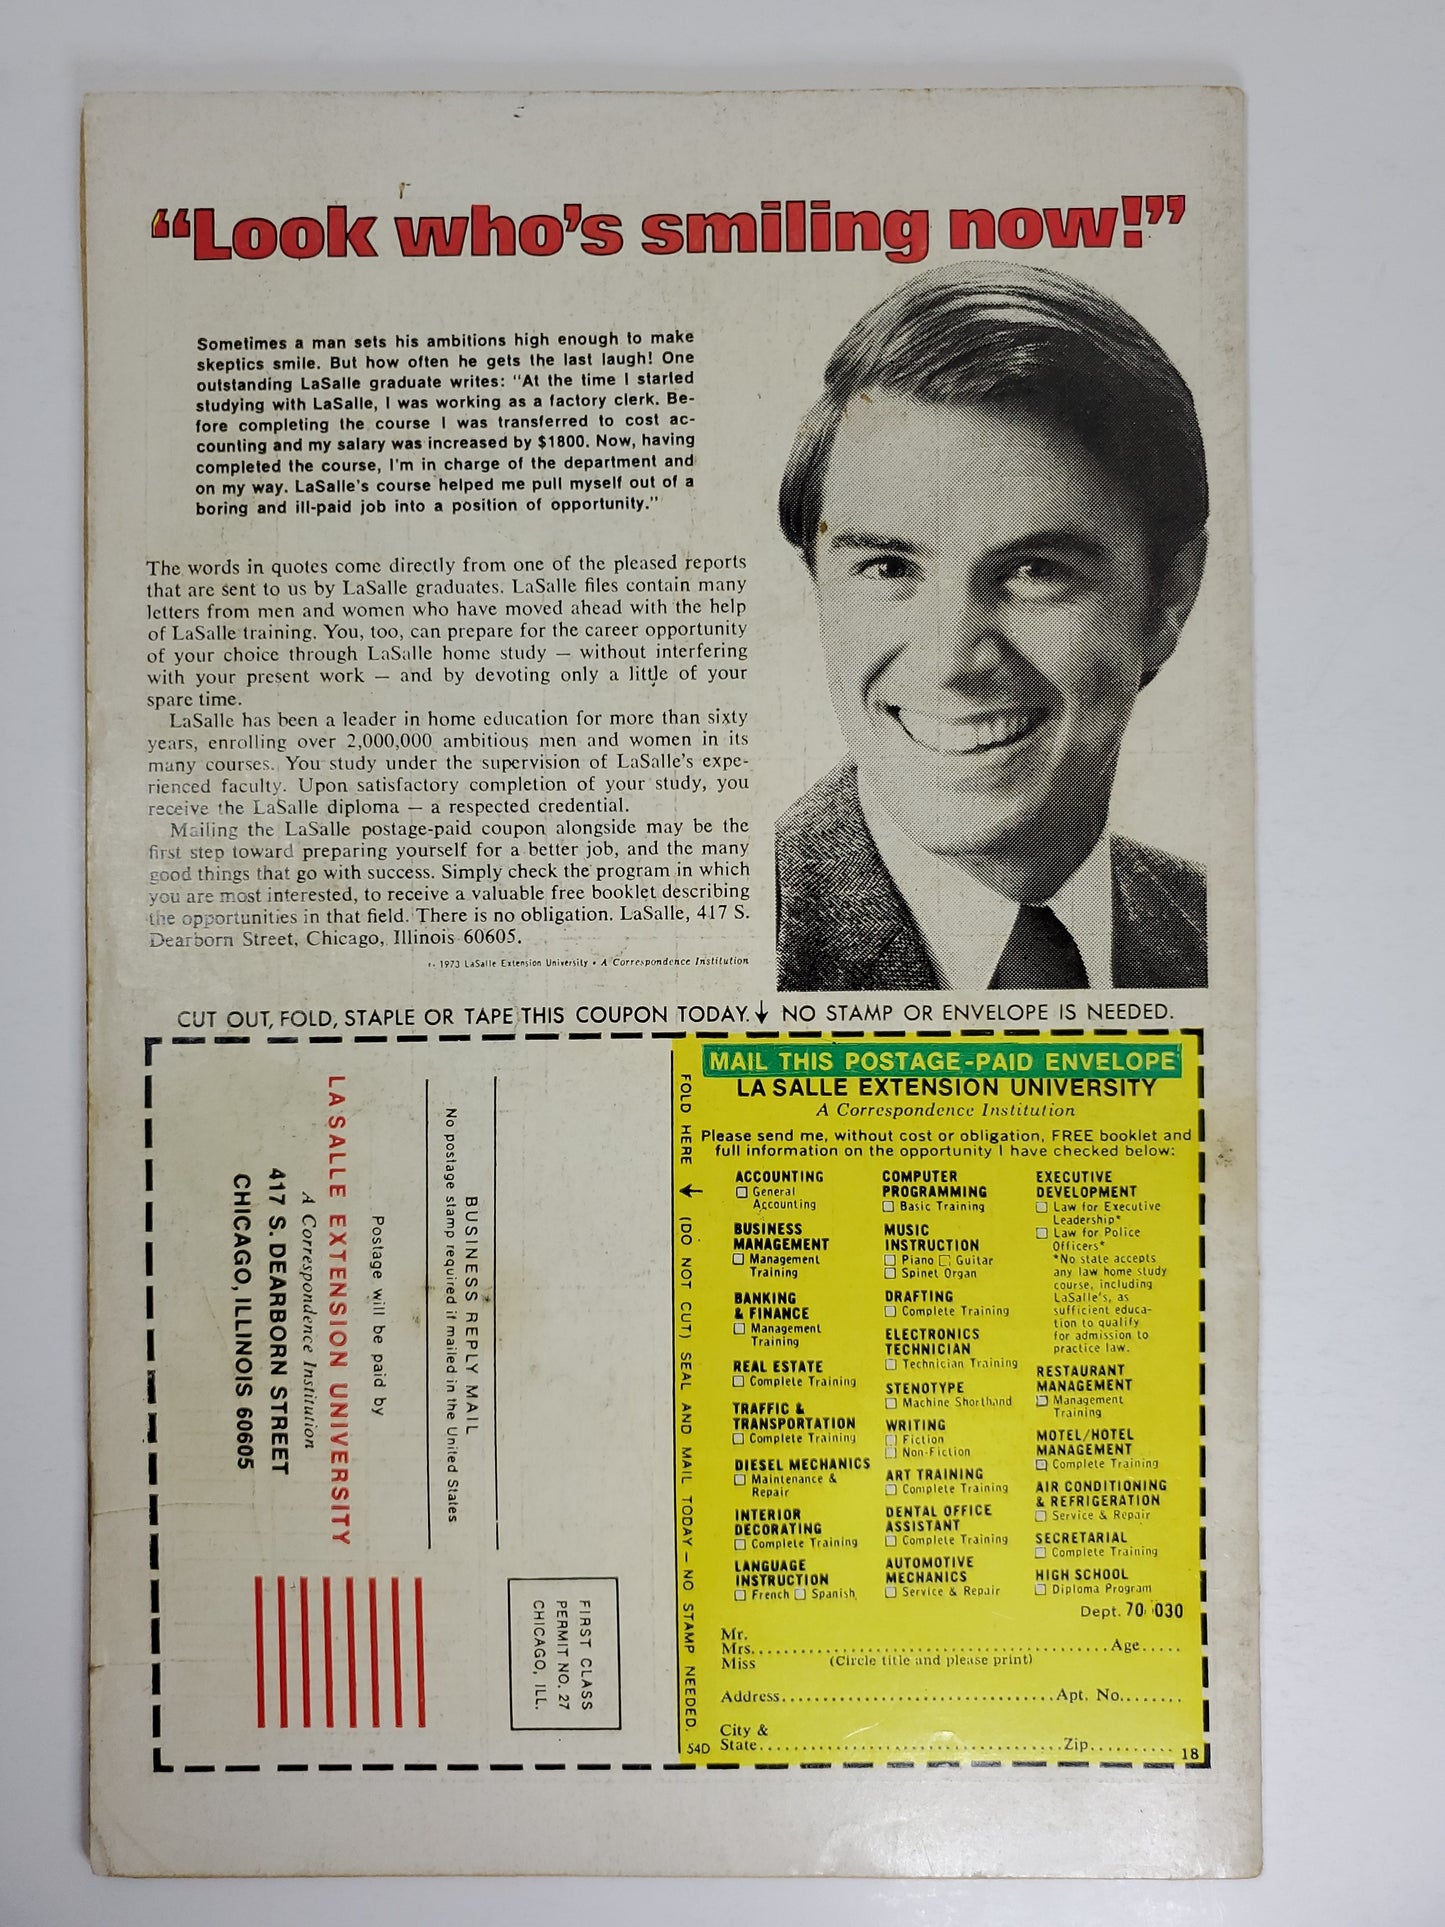 “Look who’s smiling now!”
Sometimes a man sets his ambitions high enough to make
skeptics smile. But how often he gets the last laugh! One
outstanding LaSalle graduate writes: "At the time I started
studying with LaSalle, I was working as a factory clerk. Be-
fore completing the course I was transferred to cost ac-
counting and my salary was increased by $1800. Now, having
completed the course, I'm in charge of the department and
on my way. LaSalle's course helped me pull myself out of a
boring and ill-paid job into a position of opportunity."
The words in quotes come directly from one of the pleased reports
that are sent to us by LaSalle graduates. LaSalle files contain many
letters from men and women who have moved ahead with the help
of LaSalle training. You, too, can prepare for the career opportunity
of your choice through LaSalle home study — without interfering
with your present work — and by devoting only a little of your
spare time.
LaSalle has been a leader in home education for more than sixty
years, enrolling over 2,000,000 ambitious men and women in its
many courses. You study under the supervision of LaSalle's expe-
rienced faculty. Upon satisfactory completion of your study, you
receive the LaSalle diploma — a respected credential.
Mailing the LaSalle postage-paid coupon alongside may be the
first step toward preparing yourself for a better job, and the many
good things that go with success. Simply check the program in which
you are most interested, to receive a valuable free booklet describing
the opportunities in that field. There is no obligation. LaSalle, 417 S.
Dearborn Street, Chicago, Illinois 60605.
1973 LaSalle Extension University • A Correspondence Institution
CUT OUT, FOLD, STAPLE OR TAPE THIS COUPON TODAY. NO STAMP OR ENVELOPE IS NEEDED.
FIRST CLASS
PERMIT NO. 27
CHICAGO, ILL.
BUSINESS REPLY MAIL
No postage stamp required if mailed in the United States
Postage will be paid by
LA SALLE EXTENSION UNIVERSITY
A Correspondence Institution
417 S. DEARBORN STREET
CHICAGO, ILLINOIS 60605
FOLD HERE (DO NOT CUT) SEAL AND MAIL TODAY — NO STAMP NEEDED.
MAIL THIS POSTAGE-PAID ENVELOPE
LA SALLE EXTENSION UNIVERSITY
A Correspondence Institution
Please send me, without cost or obligation, FREE booklet and
full information on the opportunity I have checked below:
ACCOUNTING
General
Accounting
BUSINESS
MANAGEMENT
Management
Training
BANKING
& FINANCE
Management
Training
REAL ESTATE
Complete Training
TRAFFIC &
TRANSPORTATION
Complete Training
DIESEL MECHANICS
Maintenance &
Repair
INTERIOR
DECORATING
Complete Training
LANGUAGE
INSTRUCTION
French Spanish
COMPUTER
PROGRAMMING
Basic Training
MUSIC
INSTRUCTION
Piano Guitar
Spinet Organ
DRAFTING
Complete Training
ELECTRONICS
TECHNICIAN
Technician Training
STENOTYPE
Machine Shorthand
WRITING
Fiction
Non-Fiction
ART TRAINING
Complete Training
DENTAL OFFICE
ASSISTANT
Complete Training
AUTOMOTIVE
MECHANICS
Service & Repair
EXECUTIVE
DEVELOPMENT
Law for Executive
Leadership*
Law for Police
Officers*
*No state accepts
any law home study
course, including
LaSalle's, as
sufficient educa-
tion to qualify
for admission to
practice law.
RESTAURANT
MANAGEMENT
Management
Training
MOTEL/HOTEL
MANAGEMENT
Complete Training
AIR CONDITIONING
& REFRIGERATION
Service & Repair
SECRETARIAL
Complete Training
HIGH SCHOOL
Diploma Program
Dept. 70 030
Mr.
Mrs. Age
Miss (Circle title and please print)
Address Apt. No.
City &
State Zip
54D
18